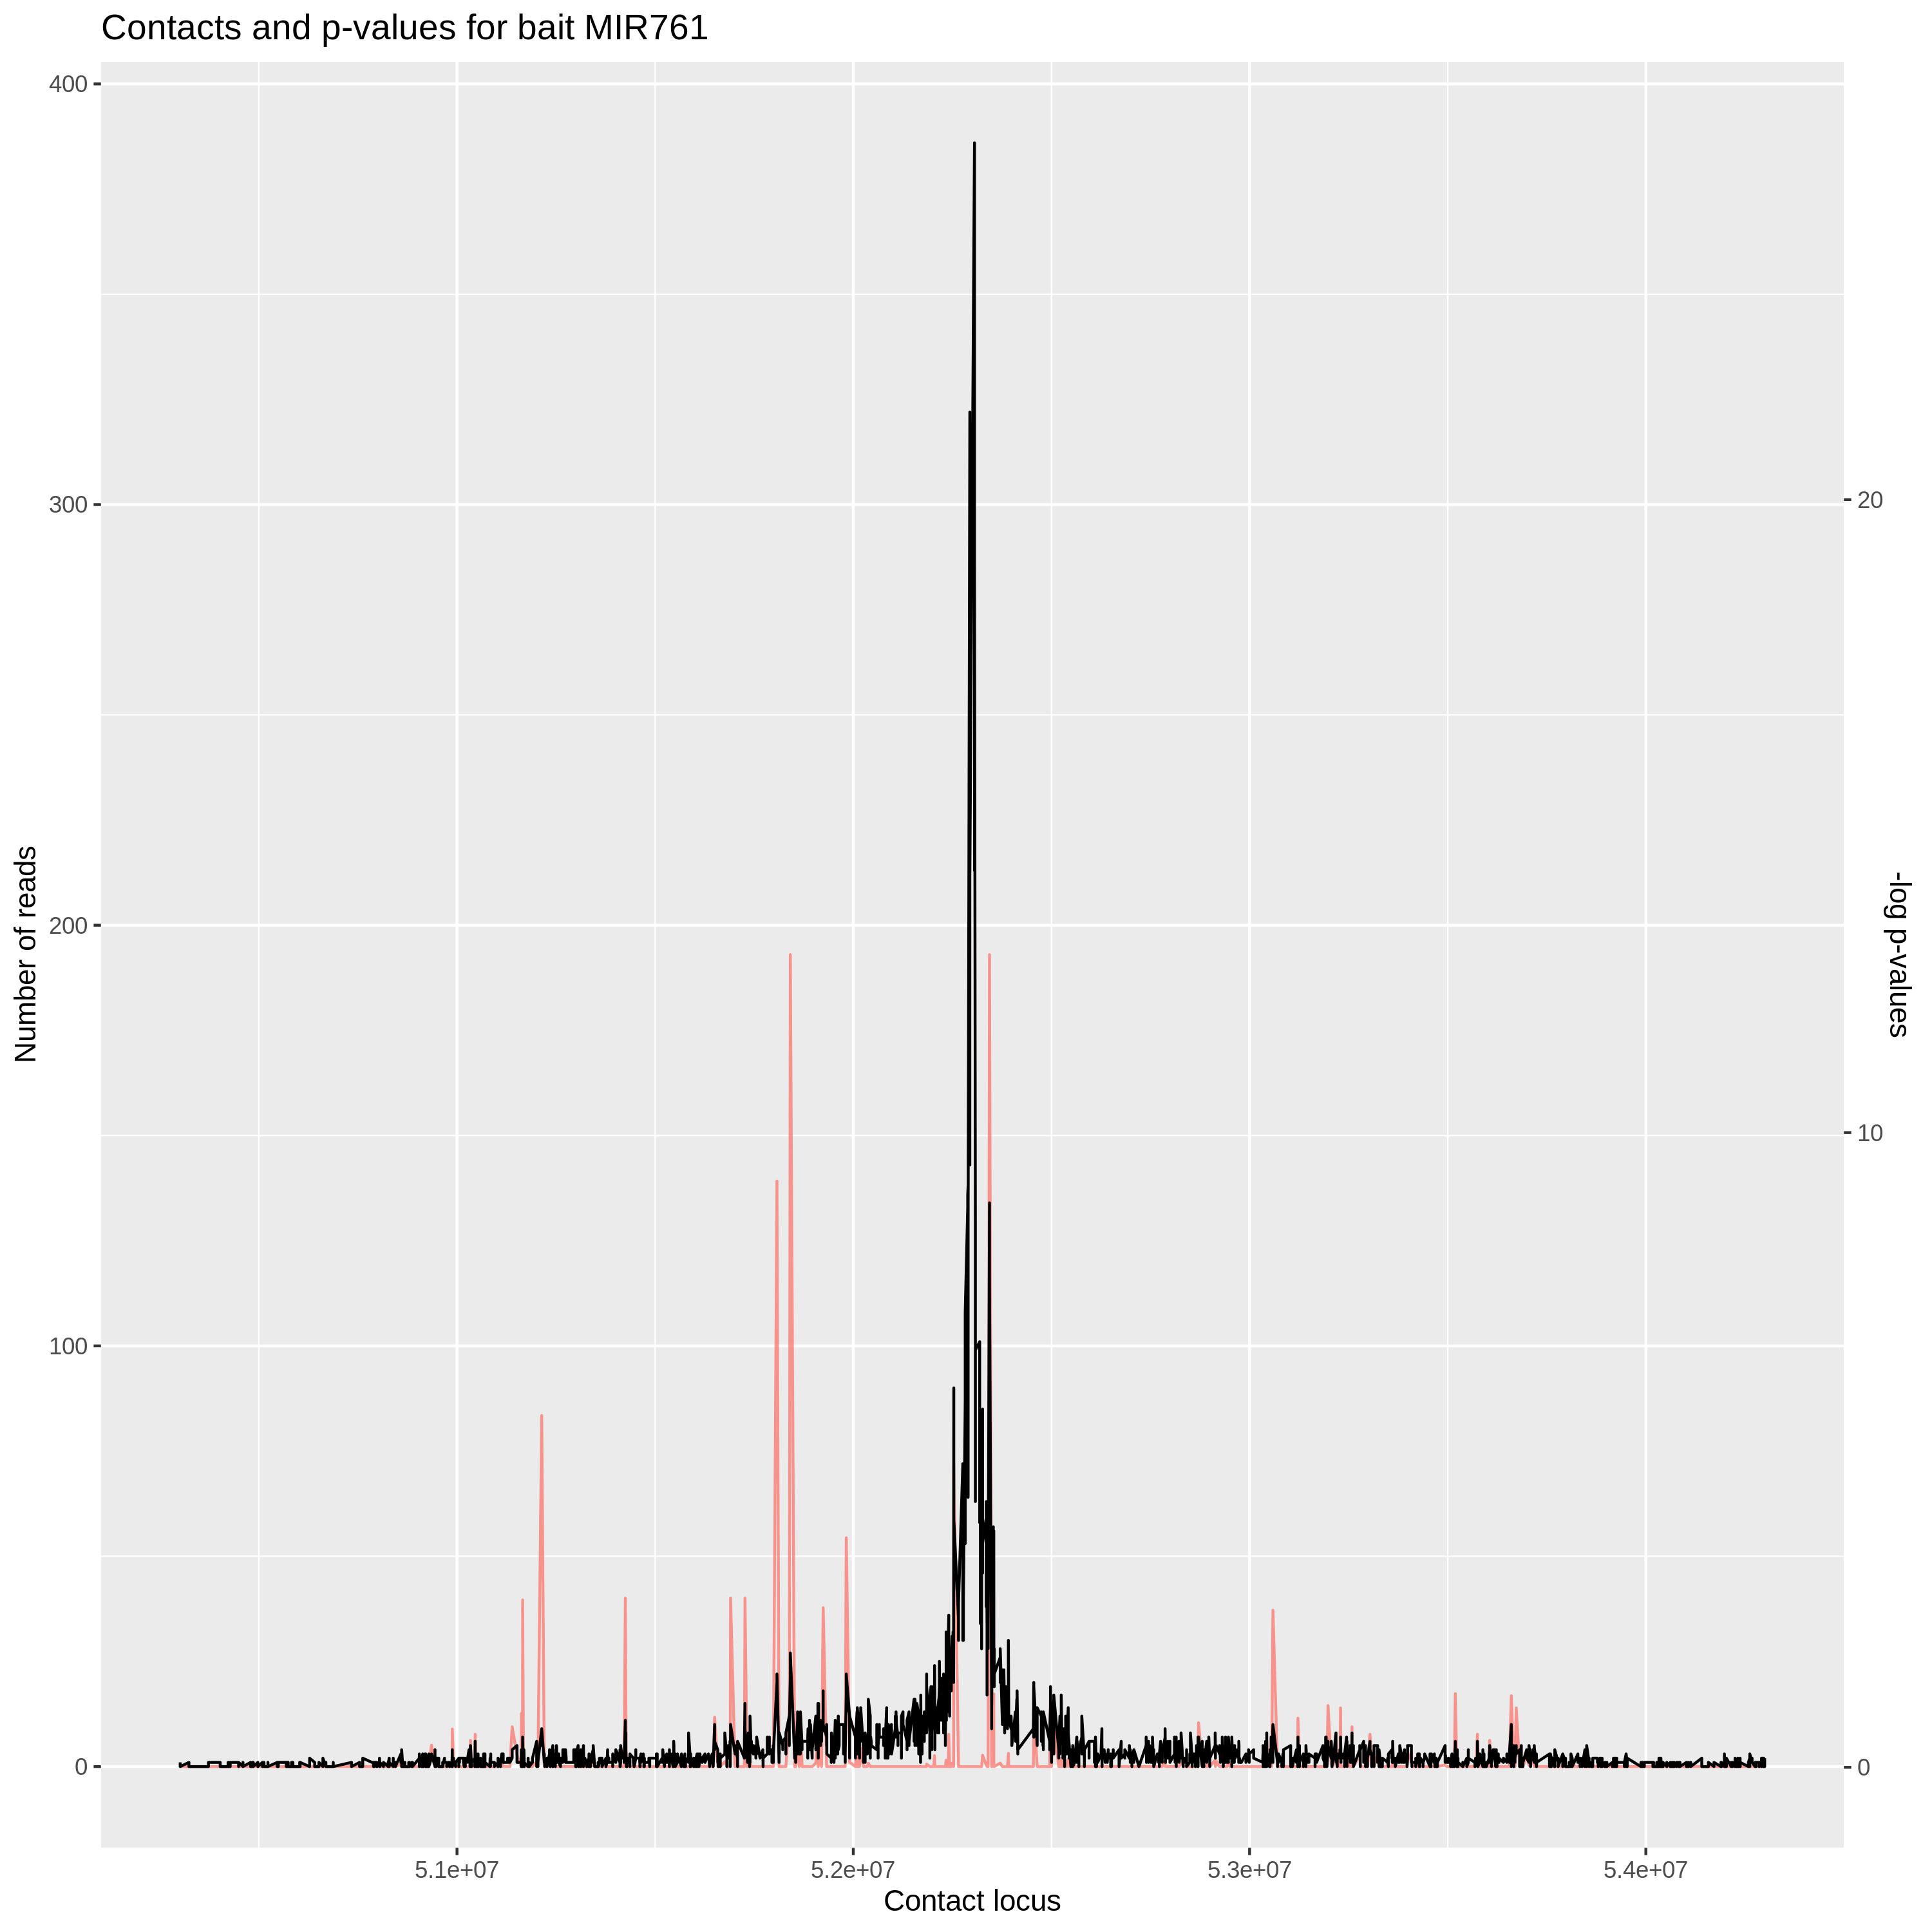 Contacts and p-values for bait MIR761
400
300
200
100
0
Number of reads
20
10
0
-log p-values
5.1e+07
5.2e+07
5.3e+07
5.4e+07
Contact locus